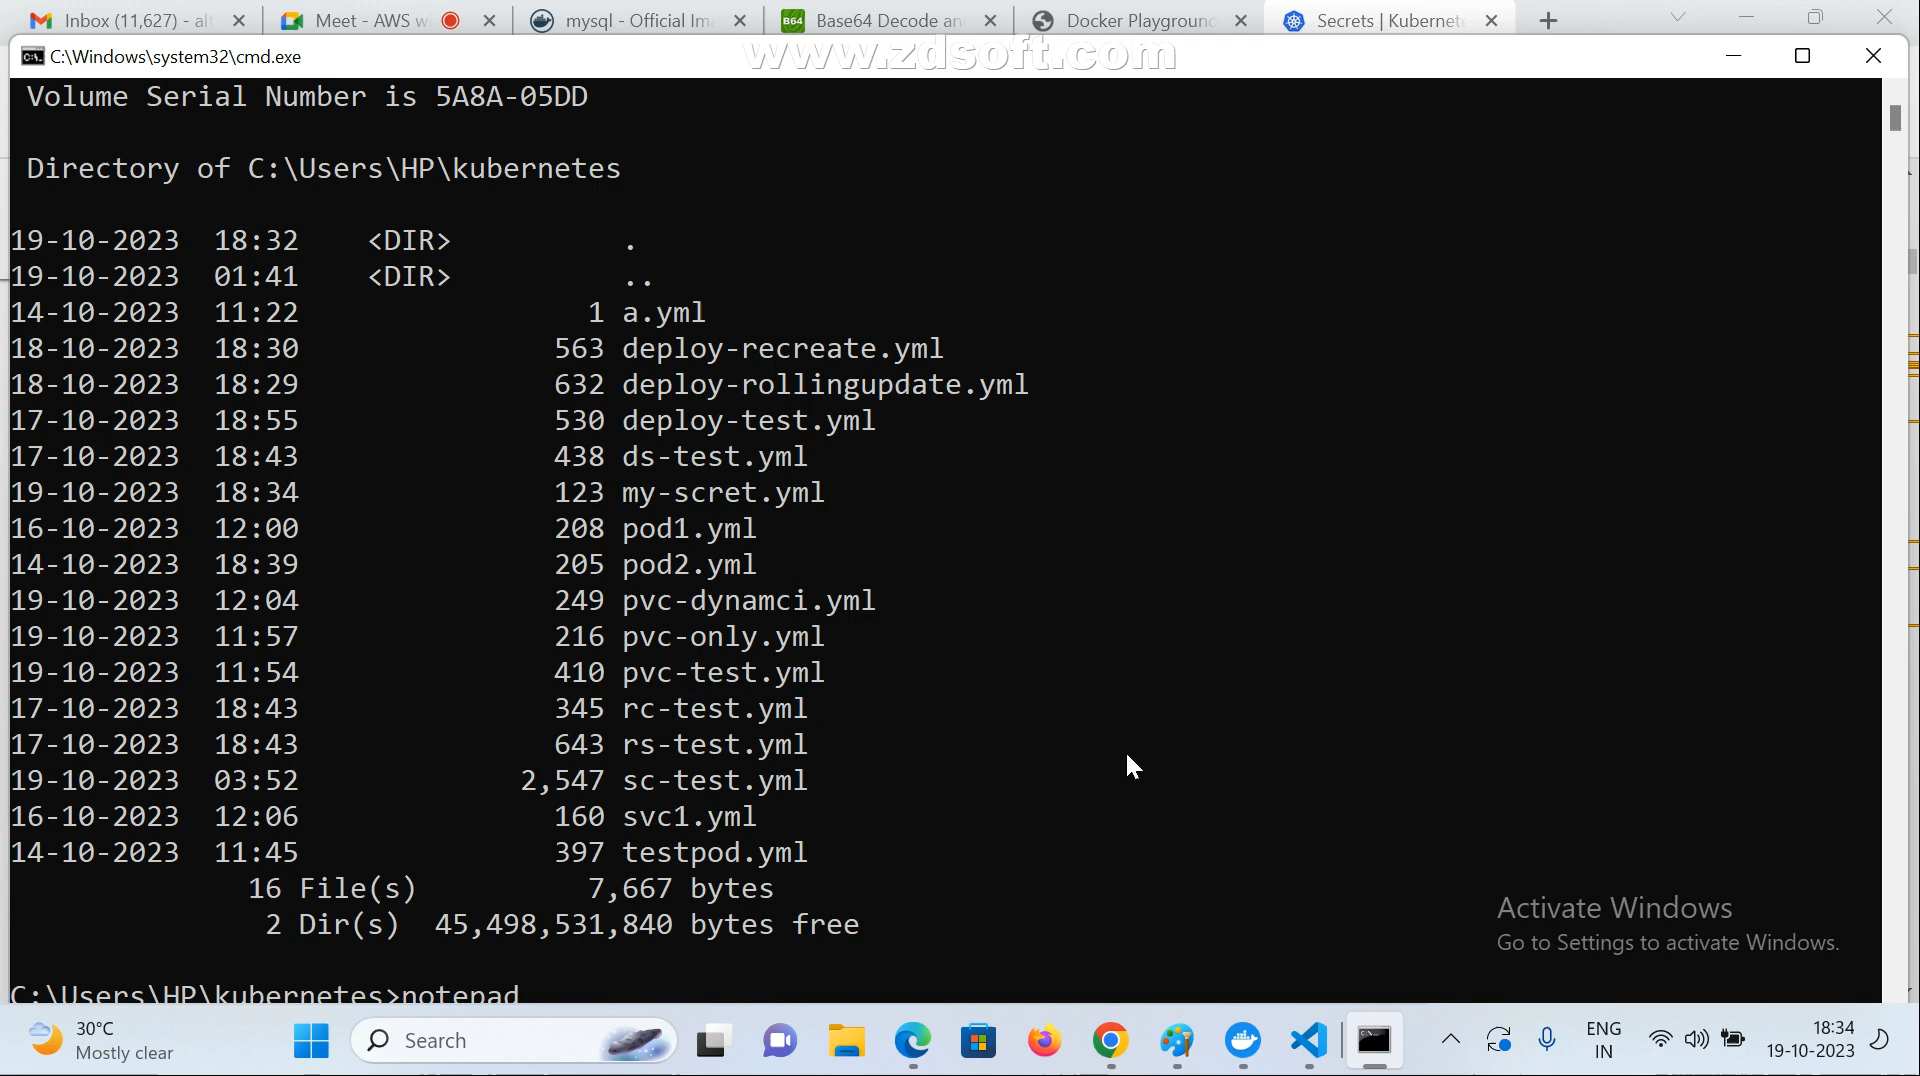 Inbox (11,627) - alt
Meet - AWS w
mysql - Official Im
B64 Base64 Decode an
Docker Playgroun
Secrets | Kubernete
C:\Windows\system32\cmd.exe
www.zdsoft.com
Volume Serial Number is 5A8A-05DD
Directory of C:\Users\HP\kubernetes
19-10-2023 18:32 <DIR> .
19-10-2023 01:41 <DIR> ..
14-10-2023 11:22 1 a.yml
18-10-2023 18:30 563 deploy-recreate.yml
18-10-2023 18:29 632 deploy-rollingupdate.yml
17-10-2023 18:55 530 deploy-test.yml
17-10-2023 18:43 438 ds-test.yml
19-10-2023 18:34 123 my-scret.yml
16-10-2023 12:00 208 pod1.yml
14-10-2023 18:39 205 pod2.yml
19-10-2023 12:04 249 pvc-dynamci.yml
19-10-2023 11:57 216 pvc-only.yml
19-10-2023 11:54 410 pvc-test.yml
17-10-2023 18:43 345 rc-test.yml
17-10-2023 18:43 643 rs-test.yml
19-10-2023 03:52 2,547 sc-test.yml
16-10-2023 12:06 160 svc1.yml
14-10-2023 11:45 397 testpod.yml
16 File(s) 7,667 bytes
2 Dir(s) 45,498,531,840 bytes free
C:\Users\HP\kubernetes>notepad
Activate Windows
Go to Settings to activate Windows.
30°C
Mostly clear
Search
ENG
IN
18:34
19-10-2023